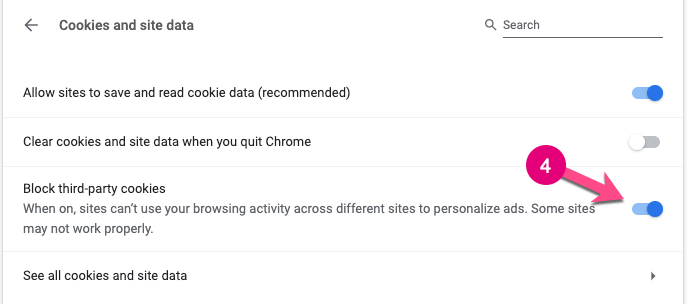 Cookies and site data
Search
Allow sites to save and read cookie data (recommended)
Clear cookies and site data when you quit Chrome
4
Block third-party cookies
When on, sites can't use your browsing activity across different sites to personalize ads. Some sites
may not work properly.
See all cookies and site data